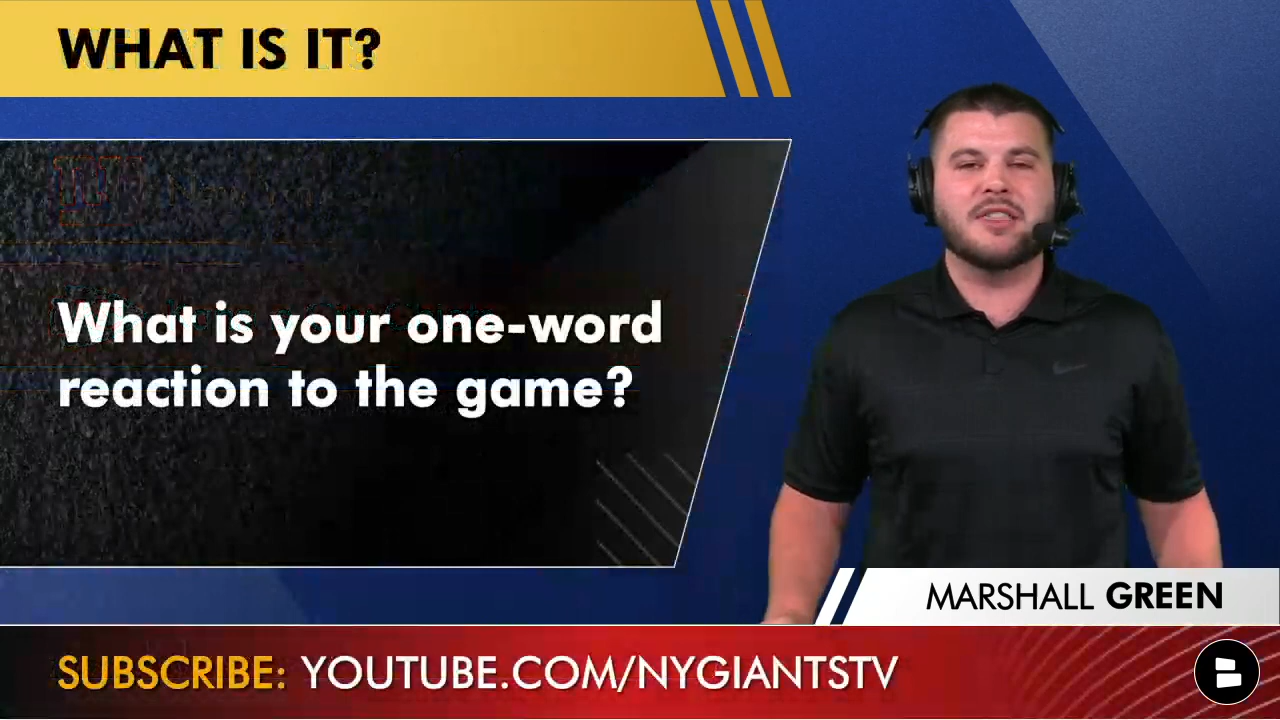 WHAT IS IT?
What is your one-word
reaction to the game?
MARSHALL GREEN
SUBSCRIBE: YOUTUBE.COM/NYGIANTSTV